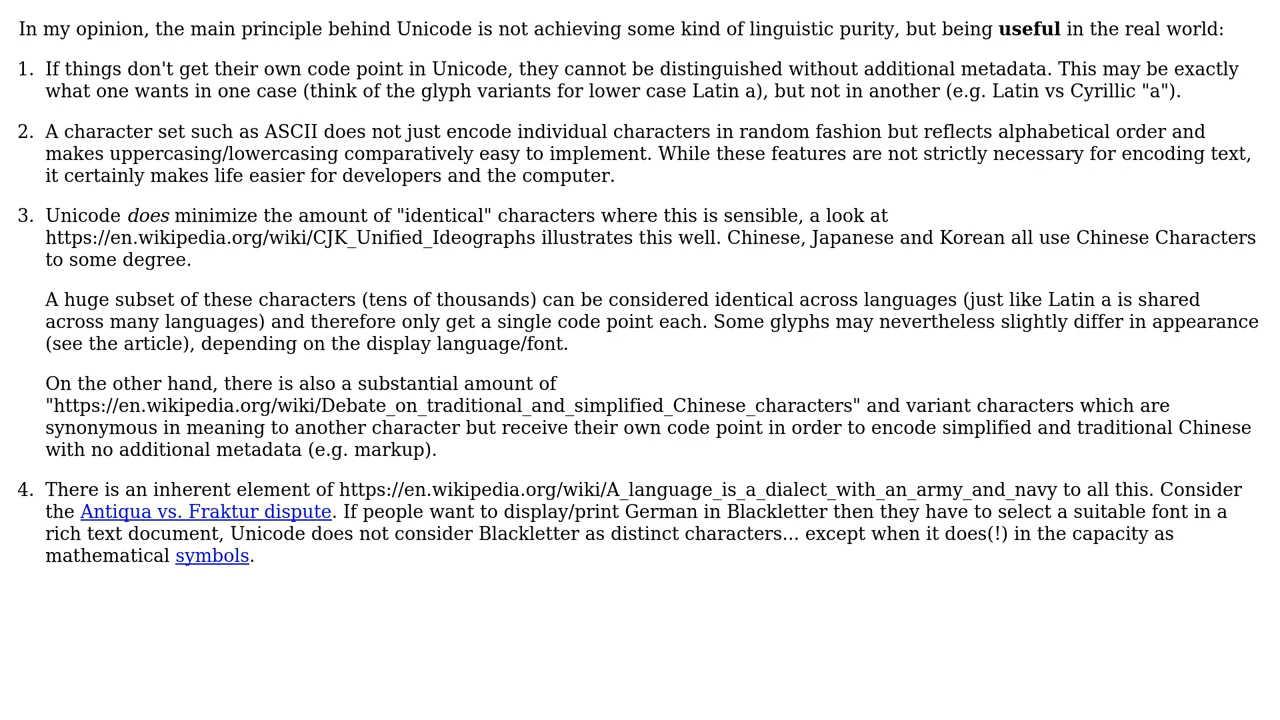 In my opinion, the main principle behind Unicode is not achieving some kind of linguistic purity, but being useful in the real world:
1. If things don't get their own code point in Unicode, they cannot be distinguished without additional metadata. This may be exactly
what one wants in one case (think of the glyph variants for lower case Latin a), but not in another (e.g. Latin vs Cyrillic "a").
2. A character set such as ASCII does not just encode individual characters in random fashion but reflects alphabetical order and
makes uppercasing/lowercasing comparatively easy to implement. While these features are not strictly necessary for encoding text,
it certainly makes life easier for developers and the computer.
3. Unicode does minimize the amount of "identical" characters where this is sensible, a look at
https://en.wikipedia.org/wiki/CJK_Unified_Ideographs illustrates this well. Chinese, Japanese and Korean all use Chinese Characters
to some degree.
A huge subset of these characters (tens of thousands) can be considered identical across languages (just like Latin a is shared
across many languages) and therefore only get a single code point each. Some glyphs may nevertheless slightly differ in appearance
(see the article), depending on the display language/font.
On the other hand, there is also a substantial amount of
"https://en.wikipedia.org/wiki/Debate_on_traditional_and_simplified_Chinese_characters" and variant characters which are
synonymous in meaning to another character but receive their own code point in order to encode simplified and traditional Chinese
with no additional metadata (e.g. markup).
4. There is an inherent element of https://en.wikipedia.org/wiki/A_language_is_a_dialect_with_an_army_and_navy to all this. Consider
the Antiqua vs. Fraktur dispute. If people want to display/print German in Blackletter then they have to select a suitable font in a
rich text document, Unicode does not consider Blackletter as distinct characters... except when it does(!) in the capacity as
mathematical symbols.